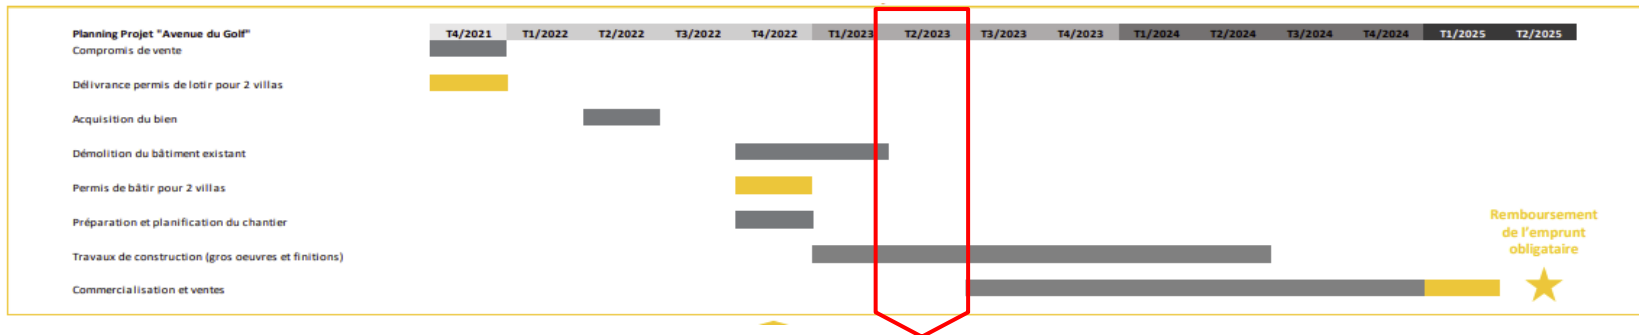 Planning Projet "Avenue du Golf" T4/2021 T1/2022 T2/2022 T3/2022 T4/2022 T1/2023 T2/2023 T3/2023 T4/2023 T1/2024 T2/2024 T3/2024 T4/2024 T1/2025 T2/2025
Compromis de vente
Délivrance permis de lotir pour 2 villas
Acquisition du bien
Démolition du bâtiment existant
Permis de bâtir pour 2 villas
Préparation et planification du chantier
Travaux de construction (gros oeuvres et finitions)
Commercialisation et ventes
Remboursement
de l'emprunt
obligataire